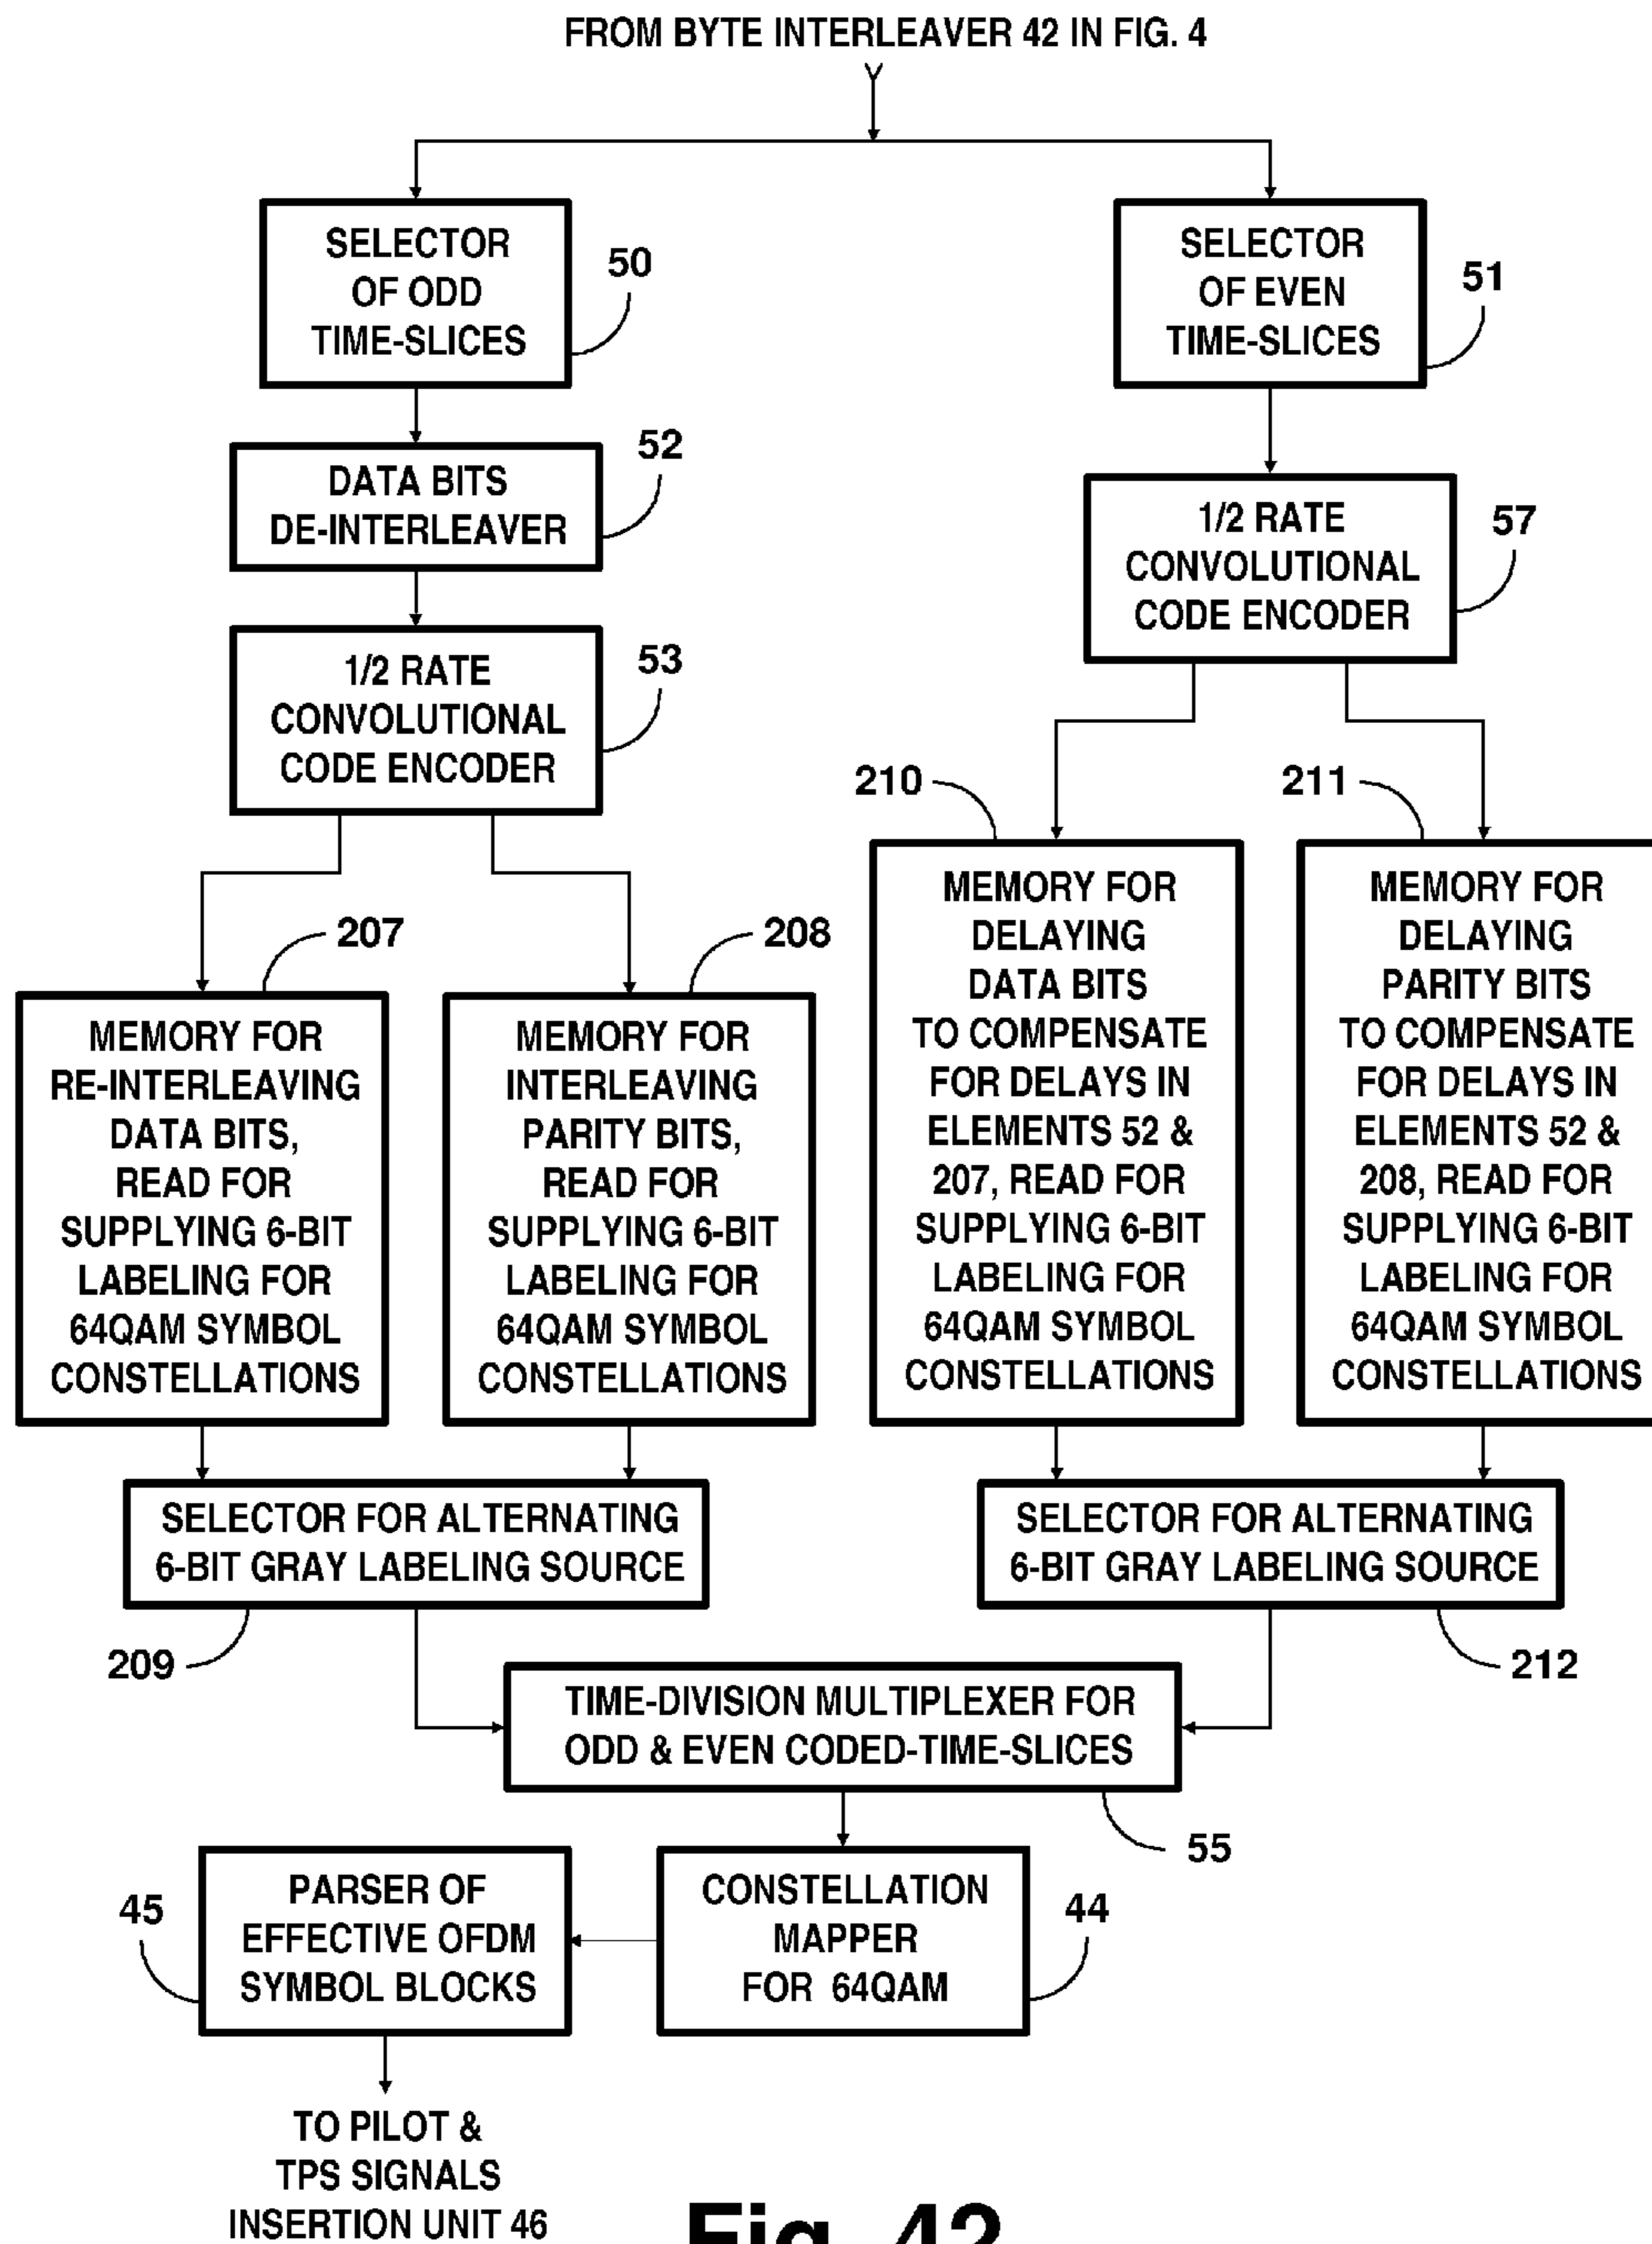 FROM BYTE INTERLEAVER 42 IN FIG. 4
SELECTOR
OF ODD
TIME-SLICES
50
SELECTOR
OF EVEN
TIME-SLICES
51
DATA BITS
DE-INTERLEAVER
52
1/2 RATE
CONVOLUTIONAL
CODE ENCODER
57
1/2 RATE
CONVOLUTIONAL
CODE ENCODER
53
210
211
207
208
MEMORY FOR
RE-INTERLEAVING
DATA BITS,
READ FOR
SUPPLYING 6-BIT
LABELING FOR
64QAM SYMBOL
CONSTELLATIONS
MEMORY FOR
INTERLEAVING
PARITY BITS,
READ FOR
SUPPLYING 6-BIT
LABELING FOR
64QAM SYMBOL
CONSTELLATIONS
MEMORY FOR
DELAYING
DATA BITS
TO COMPENSATE
FOR DELAYS IN
ELEMENTS 52 &
207, READ FOR
SUPPLYING 6-BIT
LABELING FOR
64QAM SYMBOL
CONSTELLATIONS
MEMORY FOR
DELAYING
PARITY BITS
TO COMPENSATE
FOR DELAYS IN
ELEMENTS 52 &
208, READ FOR
SUPPLYING 6-BIT
LABELING FOR
64QAM SYMBOL
CONSTELLATIONS
SELECTOR FOR ALTERNATING
6-BIT GRAY LABELING SOURCE
209
SELECTOR FOR ALTERNATING
6-BIT GRAY LABELING SOURCE
212
TIME-DIVISION MULTIPLEXER FOR
ODD & EVEN CODED-TIME-SLICES
55
45
PARSER OF
EFFECTIVE OFDM
SYMBOL BLOCKS
CONSTELLATION
MAPPER
FOR 64QAM
44
TO PILOT &
TPS SIGNALS
INSERTION UNIT 46
Fig. 42